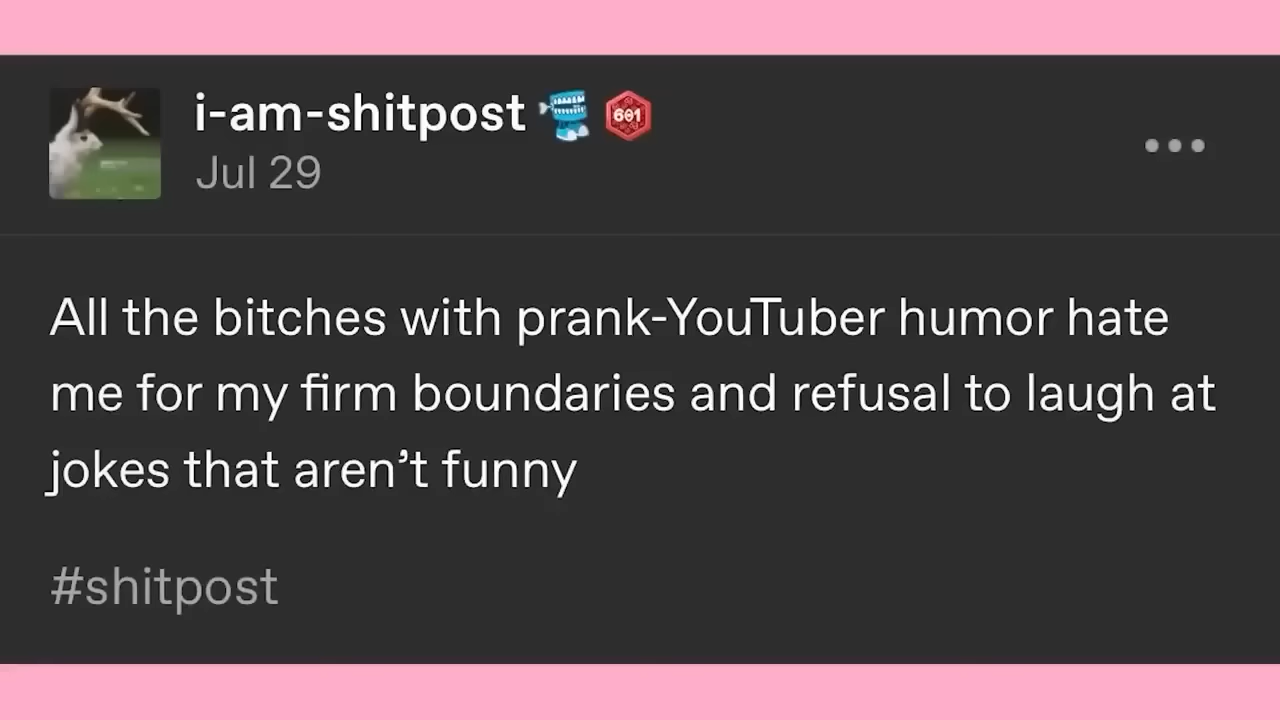 i-am-shitpost
601
Jul 29
All the bitches with prank-YouTuber humor hate
me for my firm boundaries and refusal to laugh at
jokes that aren’t funny
#shitpost